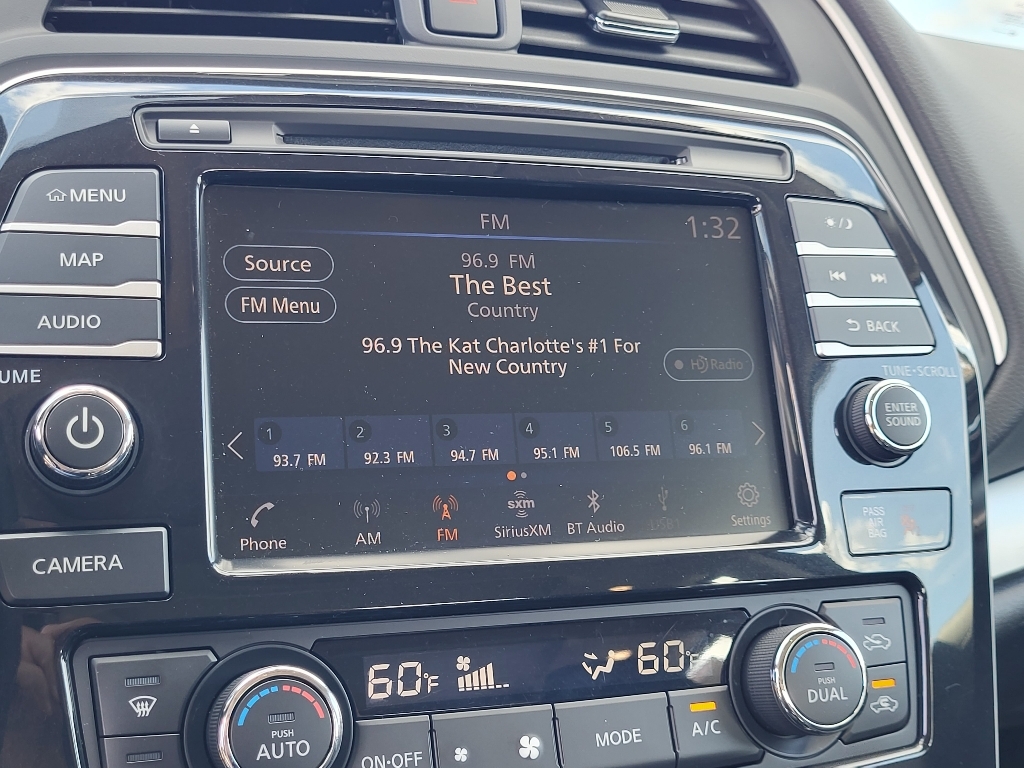 MENU
MAP
AUDIO
UME
CAMERA
FM
1:32
Source
FM Menu
96.9 FM
The Best
Country
96.9 The Kat Charlotte's #1 For
New Country
HD Radio
1
93.7 FM
2
92.3 FM
3
94.7 FM
4
95.1 FM
5
106.5 FM
6
96.1 FM
Phone
AM
FM
sxm
SiriusXM
BT Audio
USB
Settings
BACK
TUNE·SCROLL
ENTER
SOUND
PASS
AIR
BAG
60°F
60°F
PUSH
AUTO
ON·OFF
MODE
A/C
PUSH
DUAL